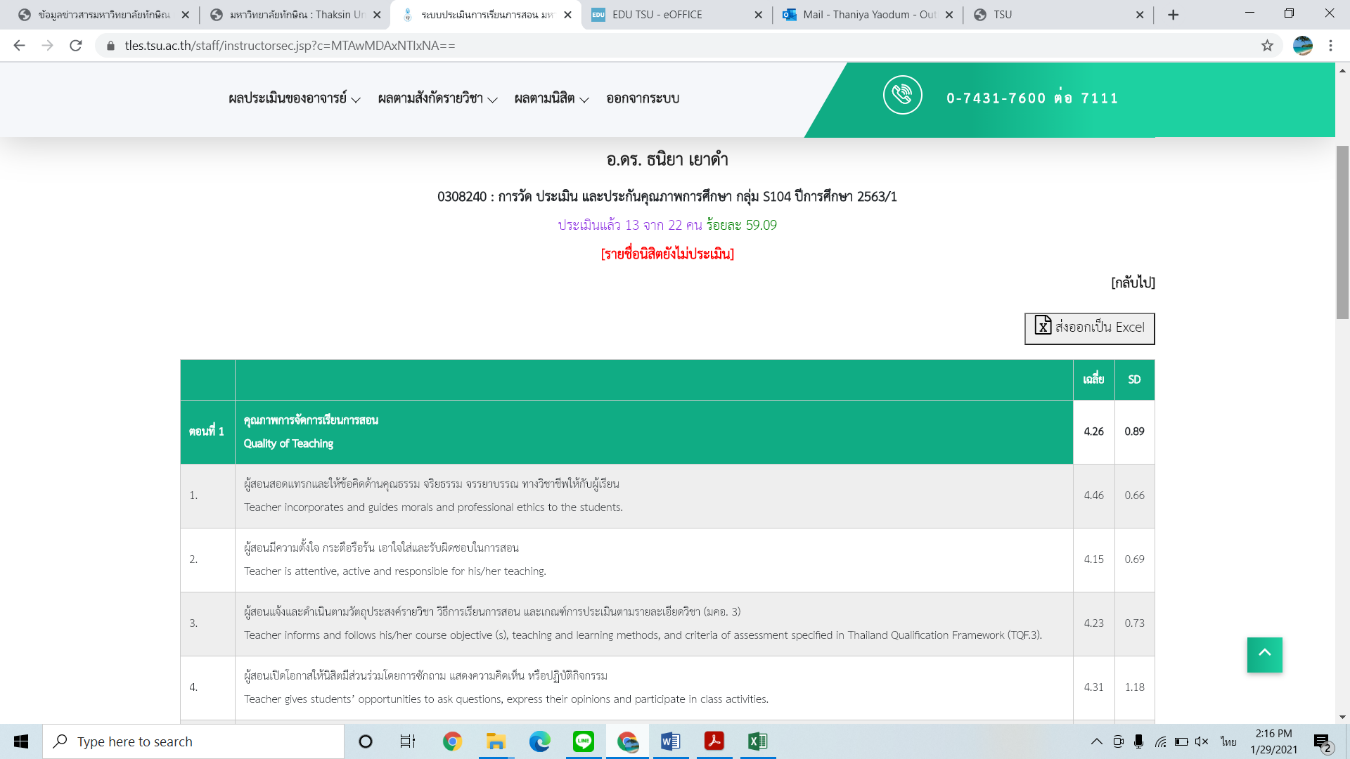 ข้อมูลข่าวสารมหาวิทยาลัยทักษิณ
มหาวิทยาลัยทักษิณ : Thaksin Un
ระบบประเมินการเรียนการสอน มห
EDU TSU - eOFFICE
Mail - Thaniya Yaodum - Out
TSU
tles.tsu.ac.th/staff/instructorsec.jsp?c=MTAwMDAxNTIxNA==
ผลประเมินของอาจารย์ ผลตามสังกัดรายวิชา ผลตามนิสิต ออกจากระบบ
0-7431-7600 ต่อ 7111
อ.ดร. ธนิยา เยาดำ
0308240 : การวัด ประเมิน และประกันคุณภาพการศึกษา กลุ่ม S104 ปีการศึกษา 2563/1
ประเมินแล้ว 13 จาก 22 คน ร้อยละ 59.09
[รายชื่อนิสิตยังไม่ประเมิน]
[กลับไป]
ส่งออกเป็น Excel
เฉลี่ย SD
ตอนที่ 1 คุณภาพการจัดการเรียนการสอน
Quality of Teaching
4.26 0.89
1. ผู้สอนสอดแทรกและให้ข้อคิดด้านคุณธรรม จริยธรรม จรรยาบรรณ ทางวิชาชีพให้กับผู้เรียน
Teacher incorporates and guides morals and professional ethics to the students.
4.46 0.66
2. ผู้สอนมีความตั้งใจ กระตือรือร้น เอาใจใส่และรับผิดชอบในการสอน
Teacher is attentive, active and responsible for his/her teaching.
4.15 0.69
3. ผู้สอนแจ้งและดำเนินตามวัตถุประสงค์รายวิชา วิธีการเรียนการสอน และเกณฑ์การประเมินตามรายละเอียดวิชา (มคอ. 3)
Teacher informs and follows his/her course objective (s), teaching and learning methods, and criteria of assessment specified in Thailand Qualification Framework (TQF.3).
4.23 0.73
4. ผู้สอนเปิดโอกาสให้นิสิตมีส่วนร่วมโดยการซักถาม แสดงความคิดเห็น หรือปฏิบัติกิจกรรม
Teacher gives students' opportunities to ask questions, express their opinions and participate in class activities.
4.31 1.18
Type here to search
ไทย
2:16 PM
1/29/2021
2